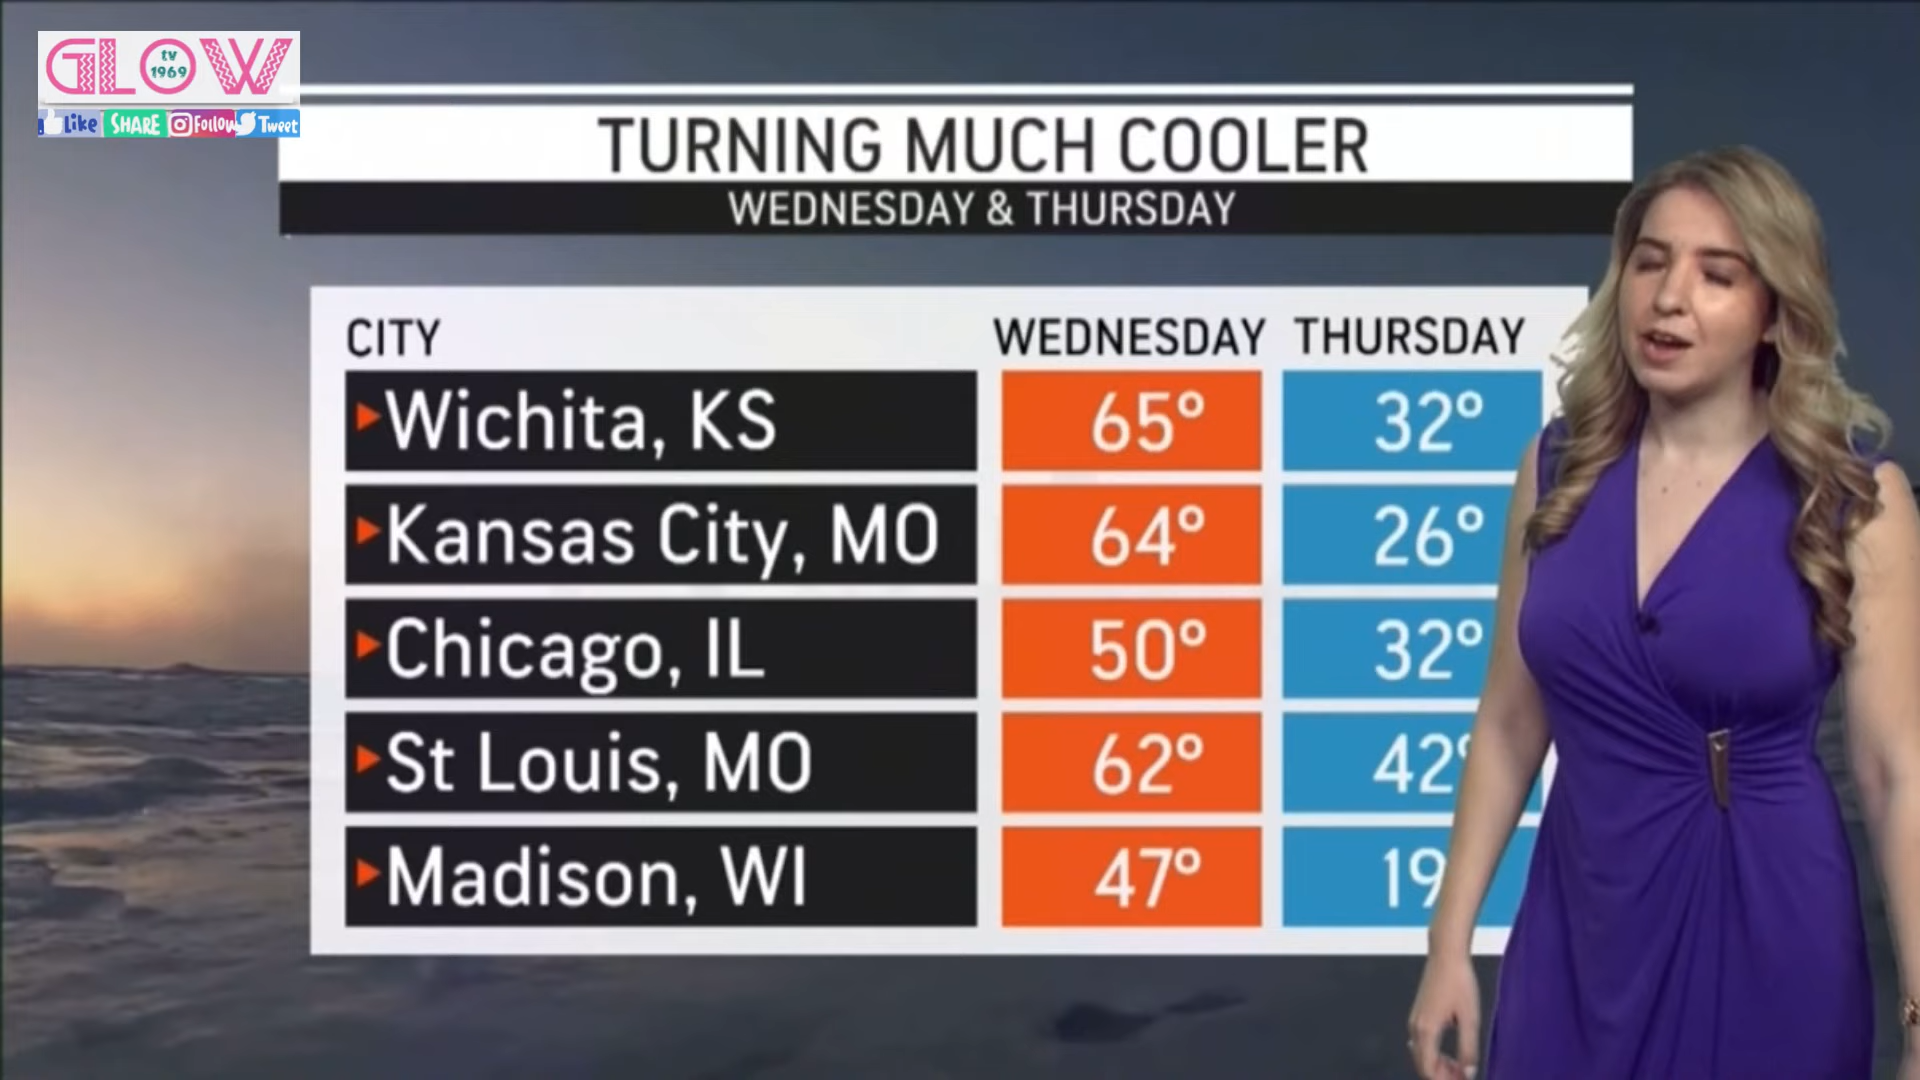 GLOW
tv
1969
Like SHARE Follow Tweet
TURNING MUCH COOLER
WEDNESDAY & THURSDAY
CITY WEDNESDAY THURSDAY
Wichita, KS 65° 32°
Kansas City, MO 64° 26°
Chicago, IL 50° 32°
St Louis, MO 62° 42°
Madison, WI 47° 19